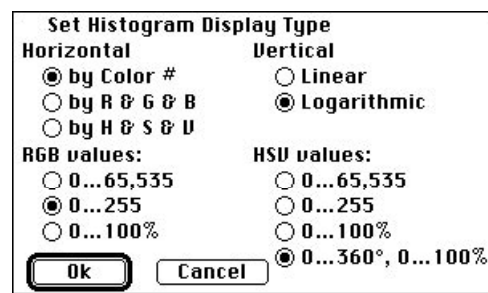 Set Histogram Display Type
Horizontal
by Color #
by R & G & B
by H & S & V
Vertical
Linear
Logarithmic
RGB values:
0...65,535
0...255
0...100%
HSV values:
0...65,535
0...255
0...100%
0...360°, 0...100%
Ok
Cancel